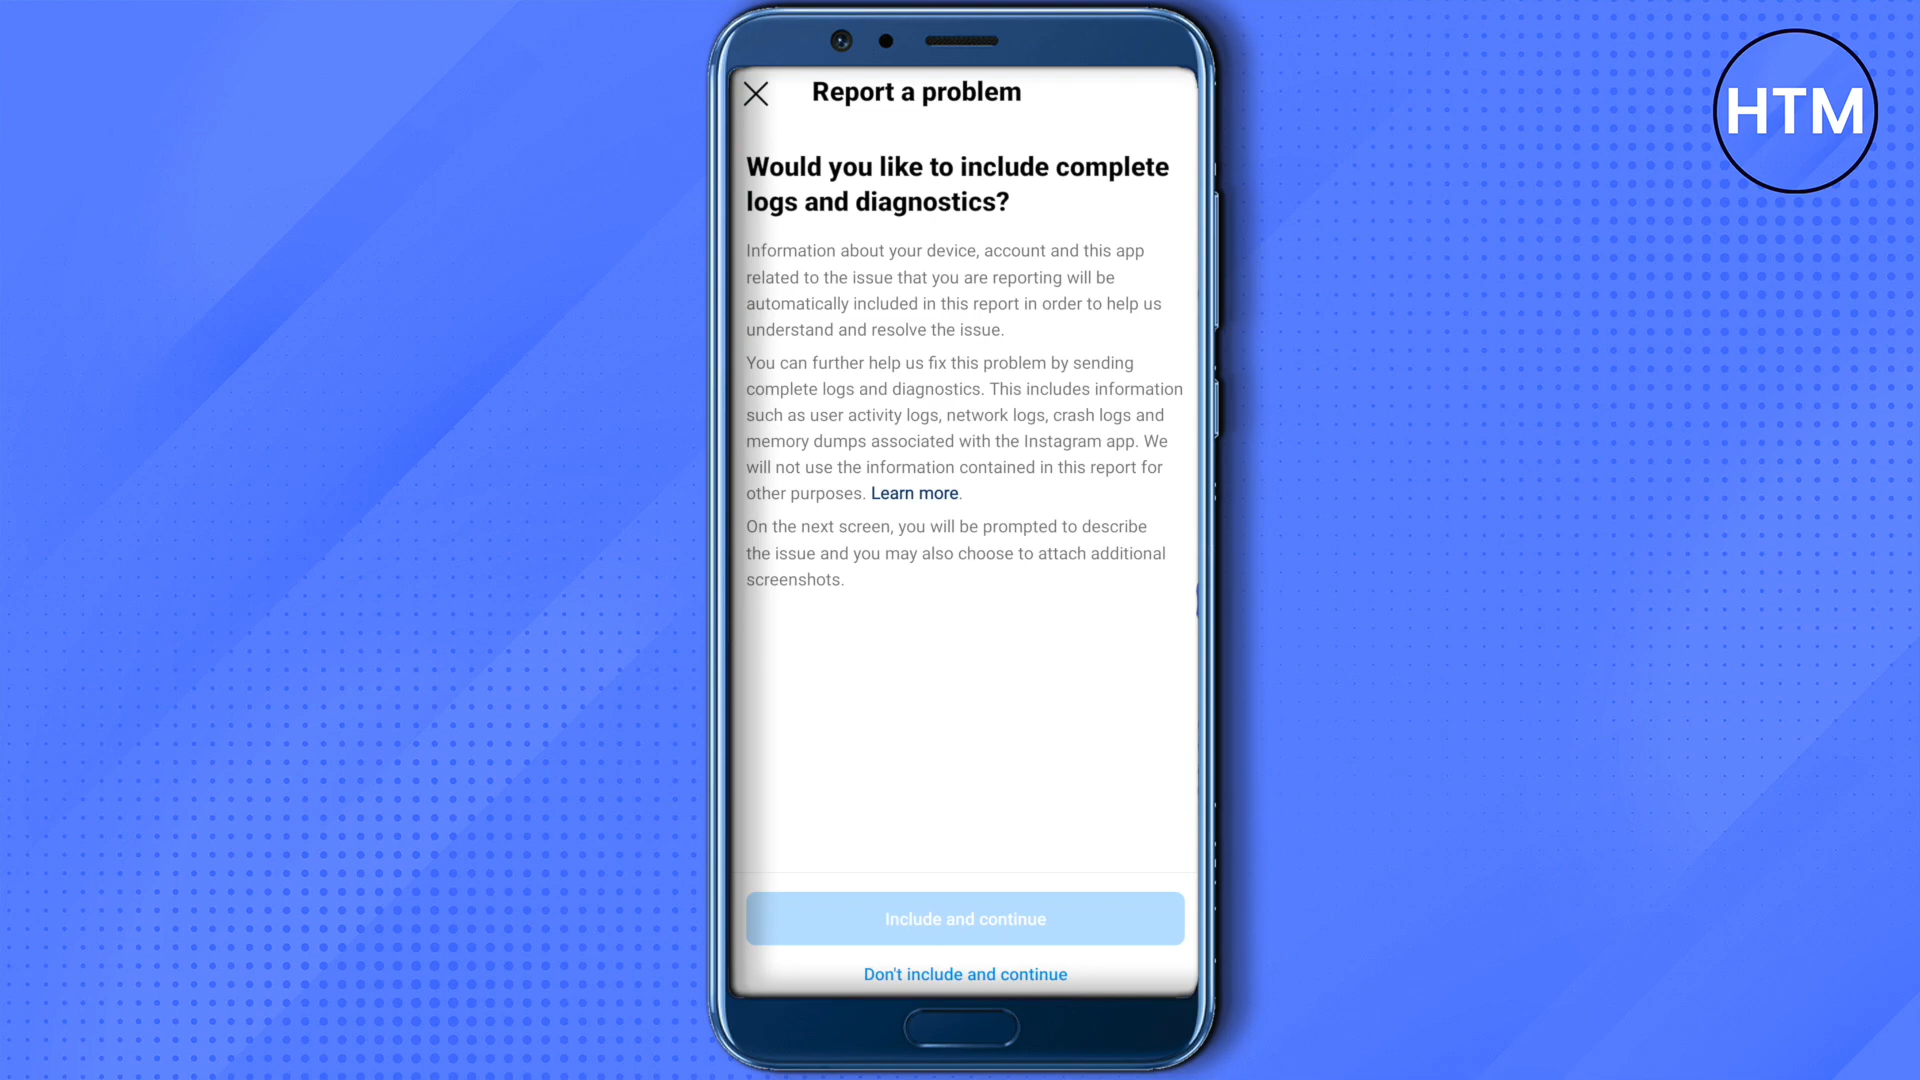 HTM
Report a problem
Would you like to include complete
logs and diagnostics?
Information about your device, account and this app
related to the issue that you are reporting will be
automatically included in this report in order to help us
understand and resolve the issue.
You can further help us fix this problem by sending
complete logs and diagnostics. This includes information
such as user activity logs, network logs, crash logs and
memory dumps associated with the Instagram app. We
will not use the information contained in this report for
other purposes. Learn more.
On the next screen, you will be prompted to describe
the issue and you may also choose to attach additional
screenshots.
Include and continue
Don't include and continue